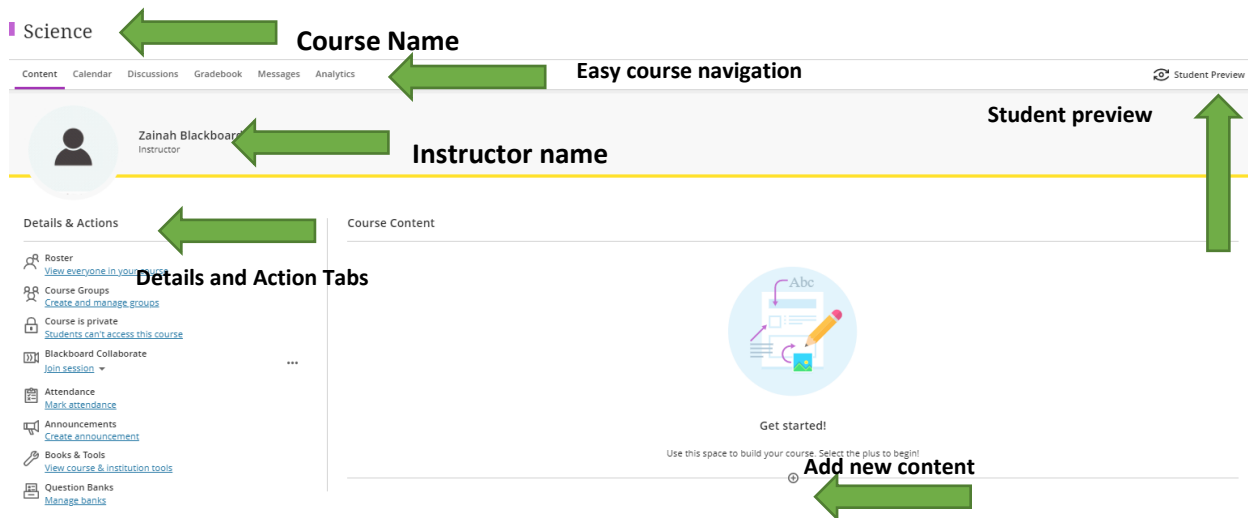 Science
Course Name
Content Calendar Discussions Gradebook Messages Analytics
Easy course navigation
Student Preview
Student preview
Zainah Blackboard
Instructor
Instructor name
Details & Actions
Course Content
Details and Action Tabs
Roster
View everyone in your course
Course Groups
Create and manage groups
Course is private
Students can't access this course
Blackboard Collaborate
Join session
Attendance
Mark attendance
Announcements
Create announcement
Books & Tools
View course & institution tools
Question Banks
Manage banks
Abc
Get started!
Use this space to build your course. Select the plus to begin!
Add new content